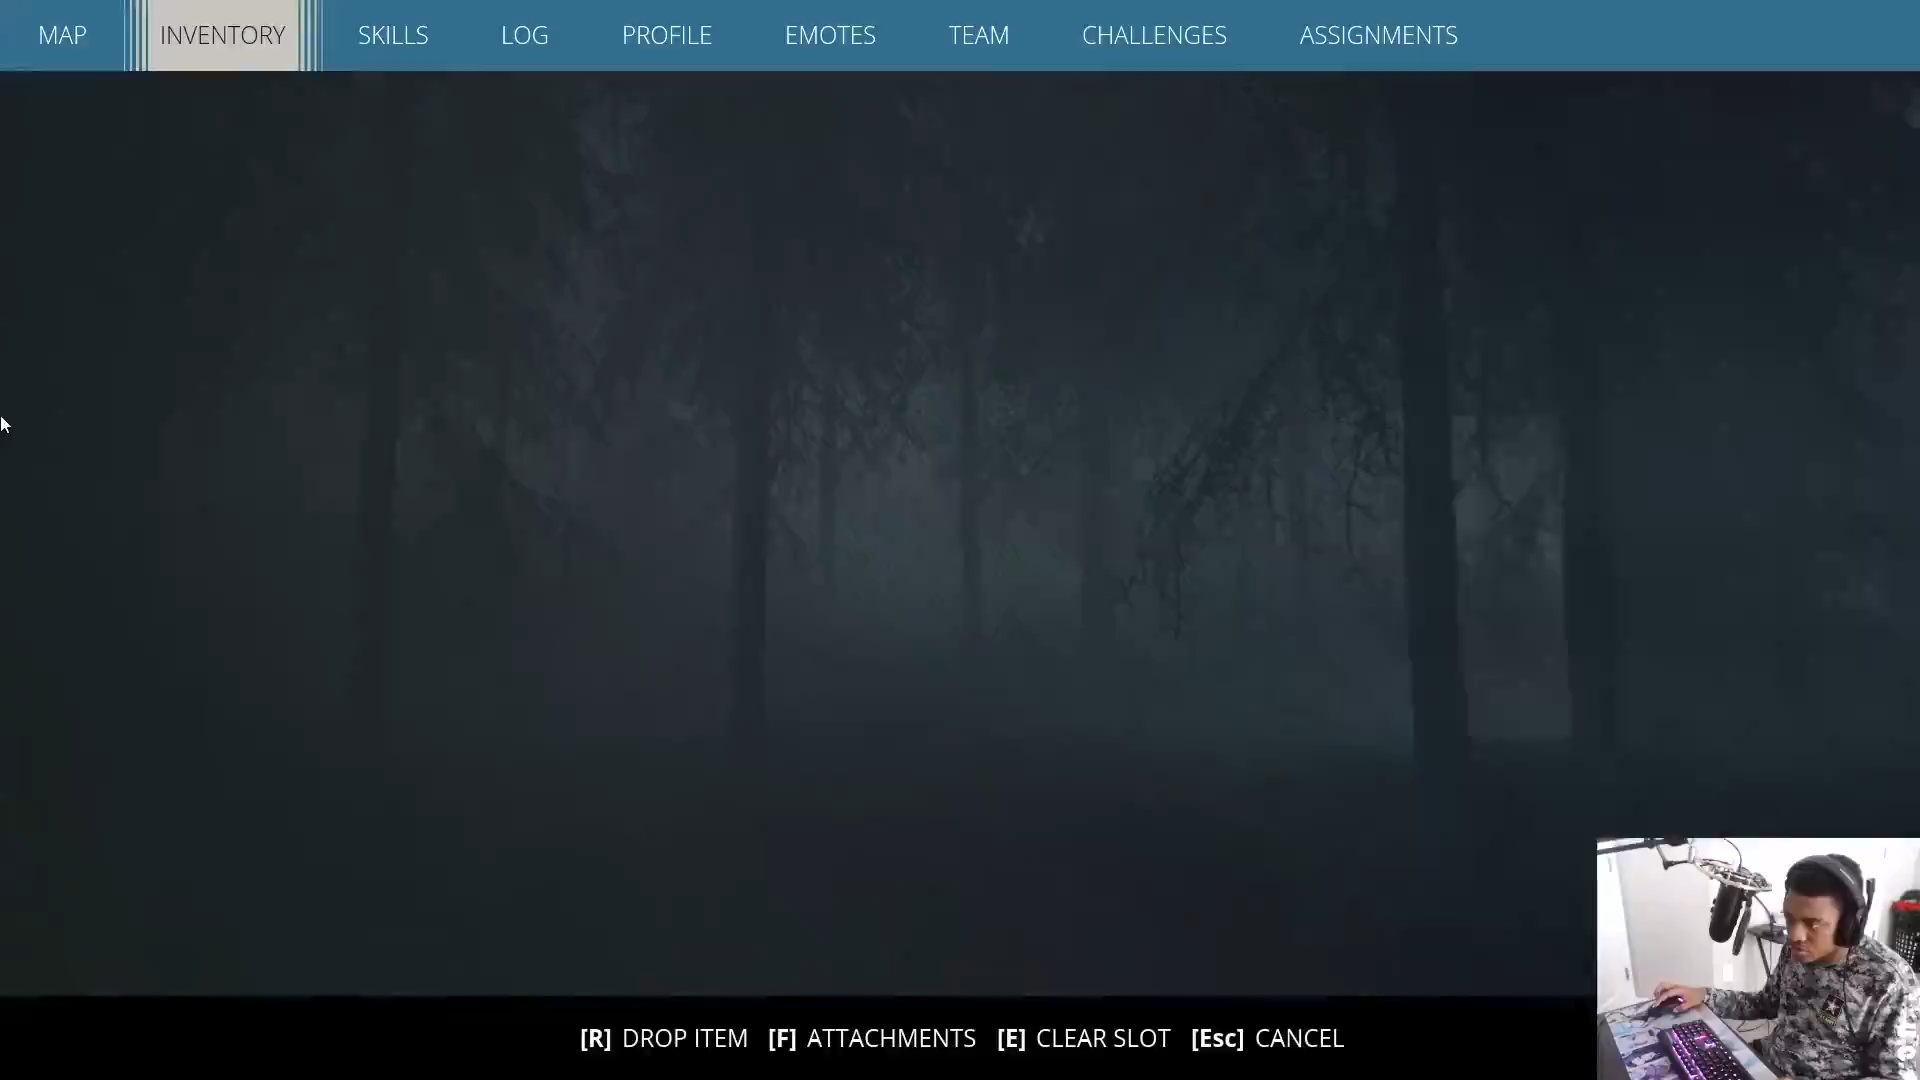 MAP INVENTORY SKILLS LOG PROFILE EMOTES TEAM CHALLENGES ASSIGNMENTS
[R] DROP ITEM [F] ATTACHMENTS [E] CLEAR SLOT [Esc] CANCEL